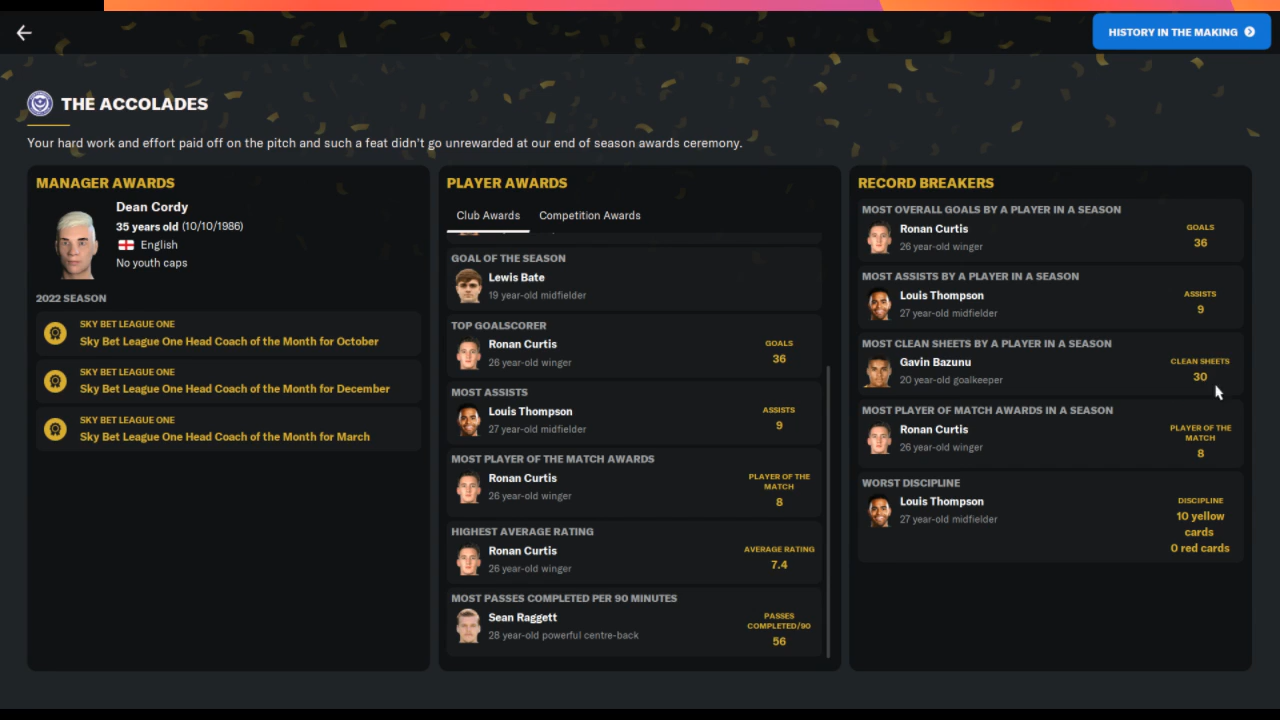 HISTORY IN THE MAKING
THE ACCOLADES
Your hard work and effort paid off on the pitch and such a feat didn't go unrewarded at our end of season awards ceremony.
MANAGER AWARDS
Dean Cordy
35 years old (10/10/1986)
English
No youth caps
2022 SEASON
SKY BET LEAGUE ONE
Sky Bet League One Head Coach of the Month for October
SKY BET LEAGUE ONE
Sky Bet League One Head Coach of the Month for December
SKY BET LEAGUE ONE
Sky Bet League One Head Coach of the Month for March
PLAYER AWARDS
Club Awards Competition Awards
GOAL OF THE SEASON
Lewis Bate
19 year-old midfielder
TOP GOALSCORER
Ronan Curtis
26 year-old winger
GOALS
36
MOST ASSISTS
Louis Thompson
27 year-old midfielder
ASSISTS
9
MOST PLAYER OF THE MATCH AWARDS
Ronan Curtis
26 year-old winger
PLAYER OF THE
MATCH
8
HIGHEST AVERAGE RATING
Ronan Curtis
26 year-old winger
AVERAGE RATING
7.4
MOST PASSES COMPLETED PER 90 MINUTES
Sean Raggett
28 year-old powerful centre-back
PASSES
COMPLETED/90
56
RECORD BREAKERS
MOST OVERALL GOALS BY A PLAYER IN A SEASON
Ronan Curtis
26 year-old winger
GOALS
36
MOST ASSISTS BY A PLAYER IN A SEASON
Louis Thompson
27 year-old midfielder
ASSISTS
9
MOST CLEAN SHEETS BY A PLAYER IN A SEASON
Gavin Bazunu
20 year-old goalkeeper
CLEAN SHEETS
30
MOST PLAYER OF MATCH AWARDS IN A SEASON
Ronan Curtis
26 year-old winger
PLAYER OF THE
MATCH
8
WORST DISCIPLINE
Louis Thompson
27 year-old midfielder
DISCIPLINE
10 yellow
cards
0 red cards